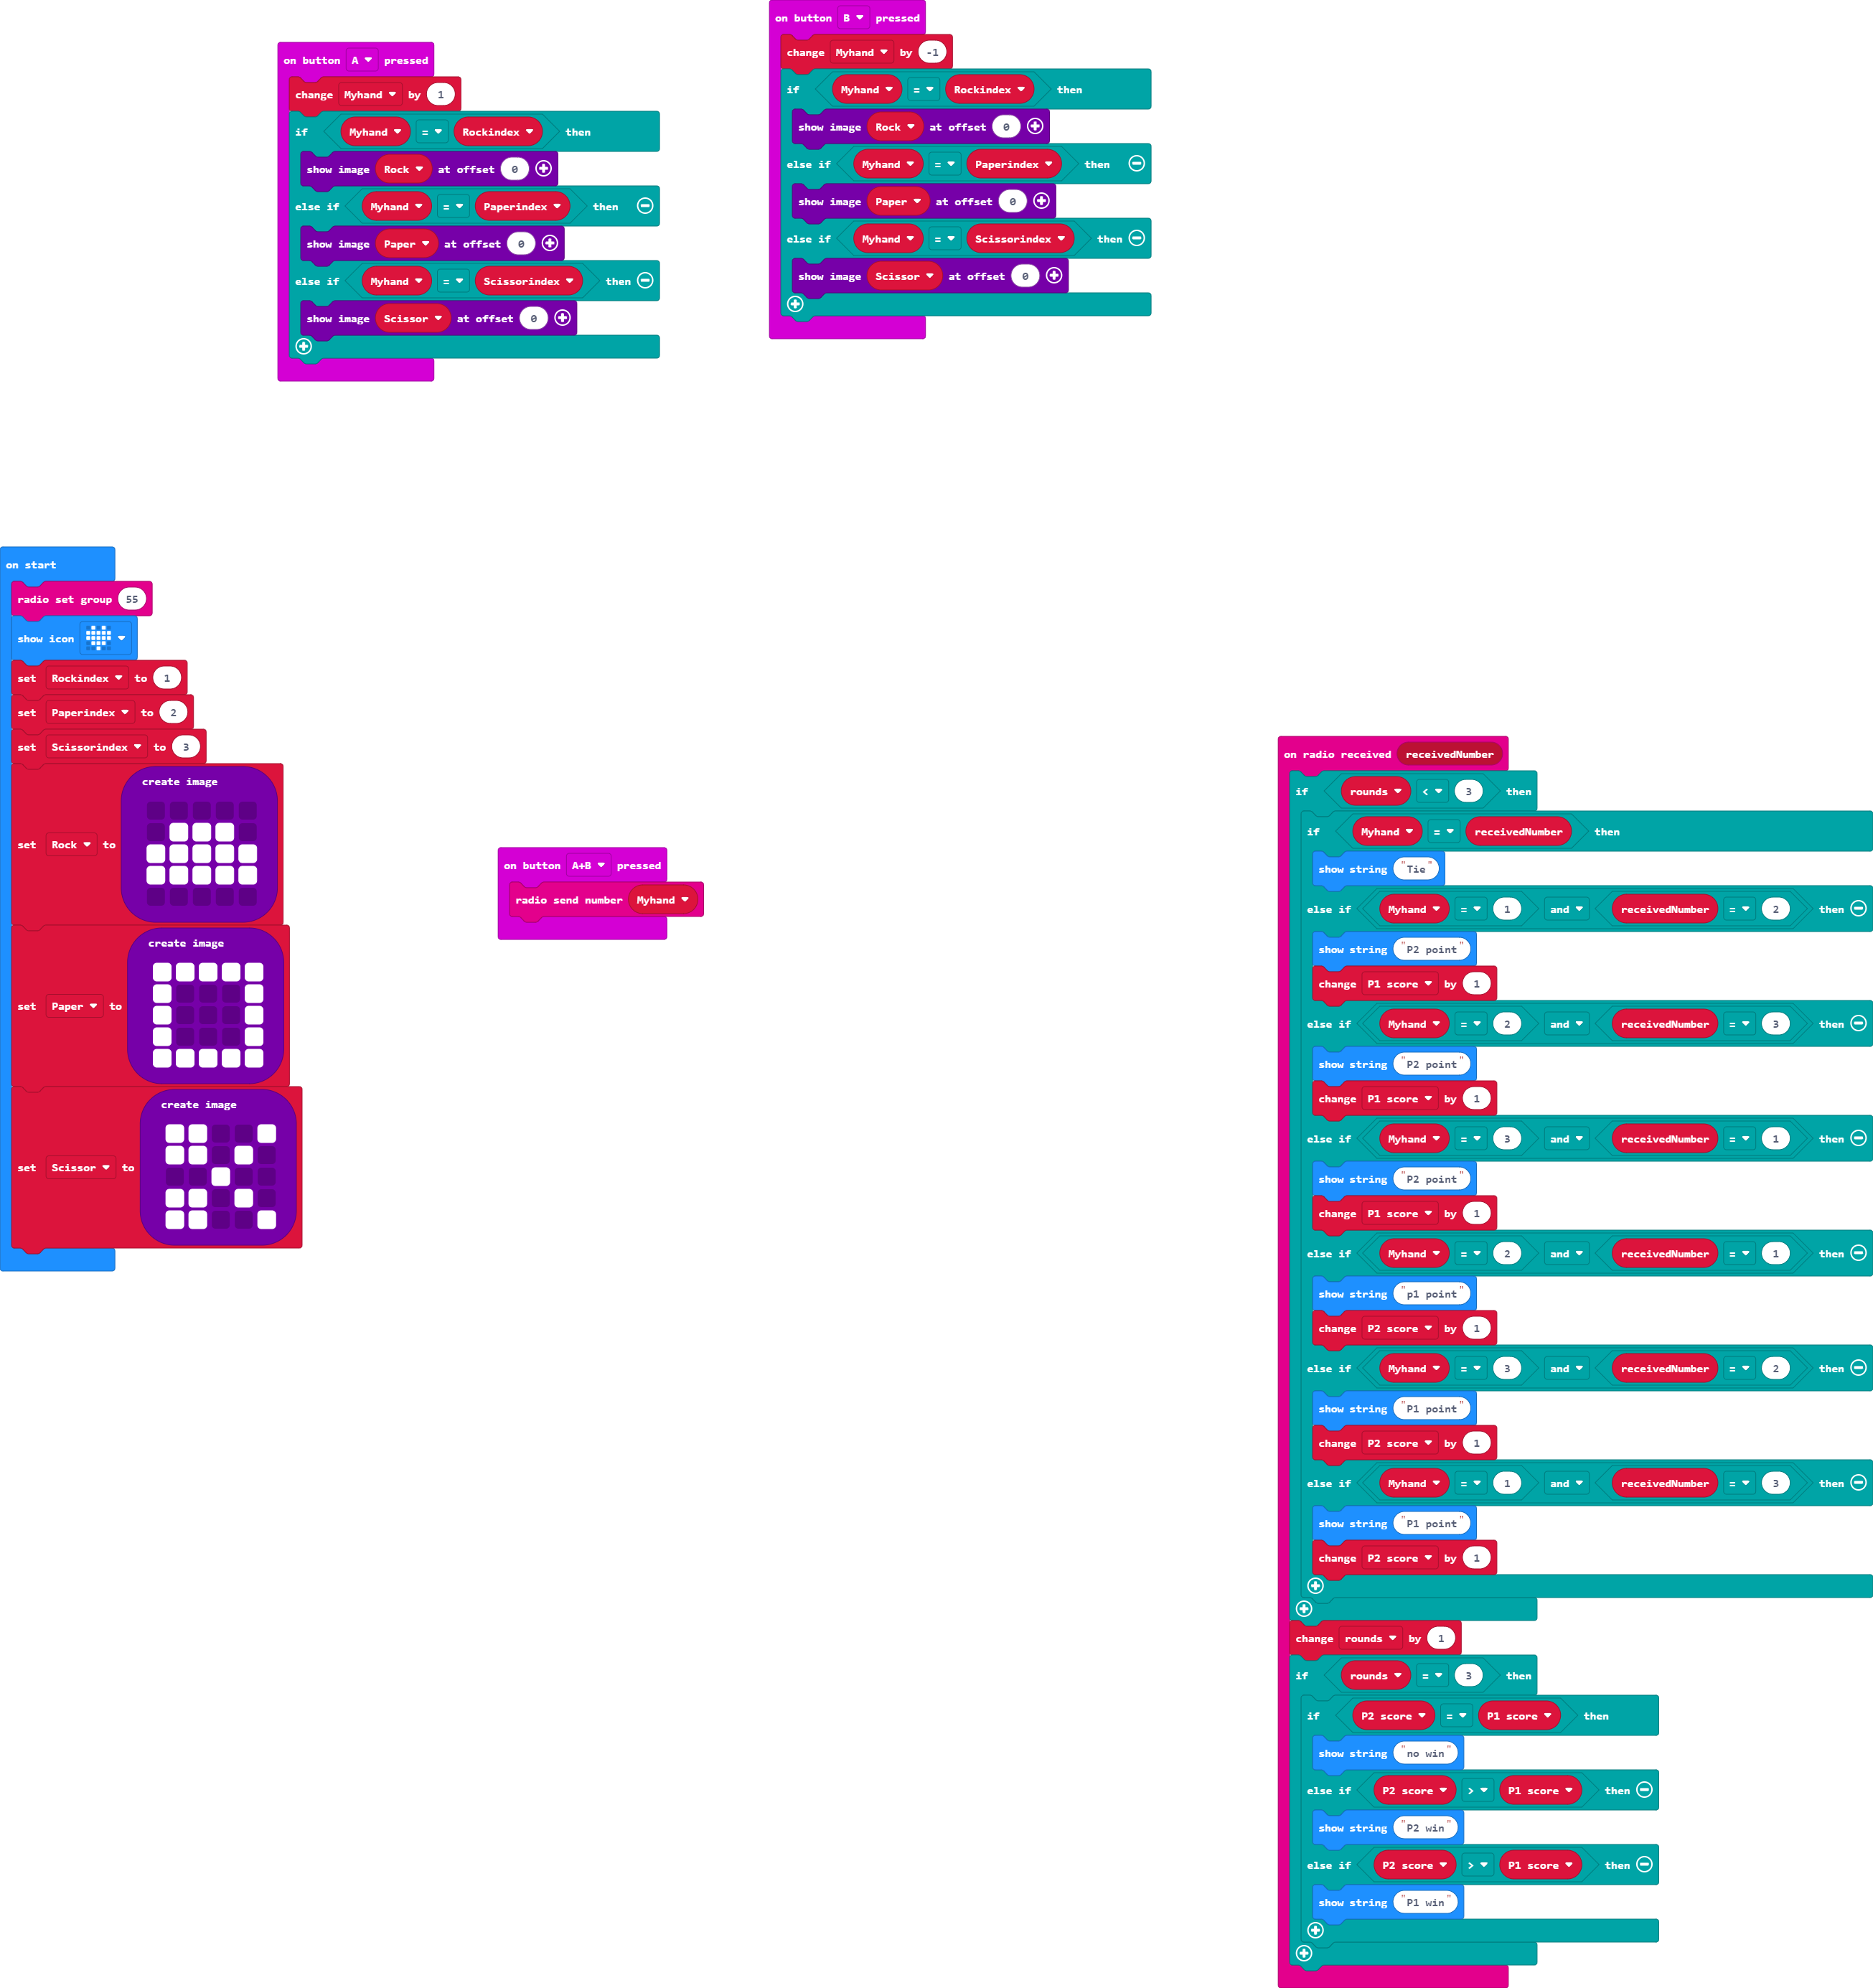 on button A pressed
change Myhand by 1
if Myhand = Rockindex then
show image Rock at offset 0
else if Myhand = Paperindex then
show image Paper at offset 0
else if Myhand = Scissorindex then
show image Scissor at offset 0
on button B pressed
change Myhand by -1
if Myhand = Rockindex then
show image Rock at offset 0
else if Myhand = Paperindex then
show image Paper at offset 0
else if Myhand = Scissorindex then
show image Scissor at offset 0
on start
radio set group 55
show icon
set Rockindex to 1
set Paperindex to 2
set Scissorindex to 3
create image
set Rock to
create image
set Paper to
create image
set Scissor to
on button A+B pressed
radio send number Myhand
on radio received receivedNumber
if rounds < 3 then
if Myhand = receivedNumber then
show string "Tie"
else if Myhand = 1 and receivedNumber = 2 then
show string "P2 point"
change P1 score by 1
else if Myhand = 2 and receivedNumber = 3 then
show string "P2 point"
change P1 score by 1
else if Myhand = 3 and receivedNumber = 1 then
show string "P2 point"
change P1 score by 1
else if Myhand = 2 and receivedNumber = 1 then
show string "p1 point"
change P2 score by 1
else if Myhand = 3 and receivedNumber = 2 then
show string "P1 point"
change P2 score by 1
else if Myhand = 1 and receivedNumber = 3 then
show string "P1 point"
change P2 score by 1
change rounds by 1
if rounds = 3 then
if P2 score = P1 score then
show string "no win"
else if P2 score > P1 score then
show string "P2 win"
else if P2 score > P1 score then
show string "P1 win"